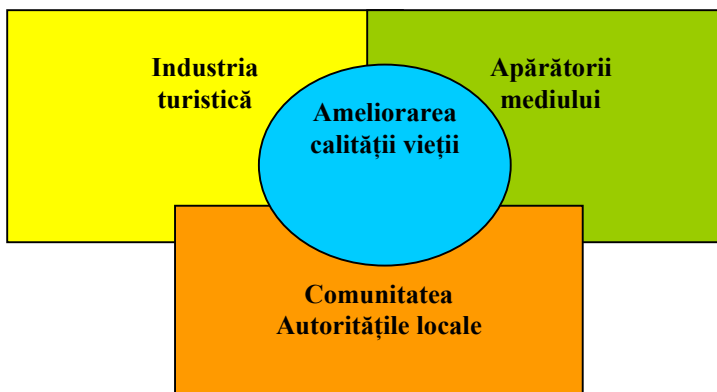 Industria
turistică
Apărătorii
mediului
Ameliorarea
calității vieții
Comunitatea
Autoritățile locale